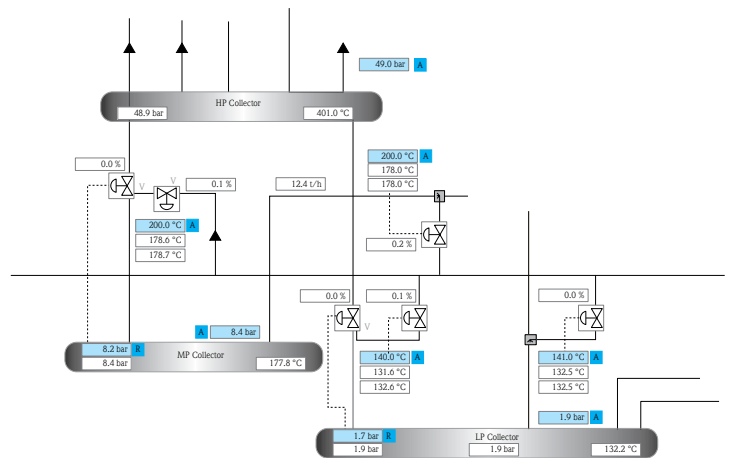 49.0 bar A
HP Collector
48.9 bar 401.0 °C
0.0 %
V V 0.1 %
12.4 t/h
200.0 °C A
178.0 °C
178.0 °C
0.2 %
200.0 °C A
178.6 °C
178.7 °C
0.0 % 0.1 % 0.0 %
V
A 8.4 bar
8.2 bar R
8.4 bar
MP Collector
177.8 °C
140.0 °C A
131.6 °C
132.6 °C
141.0 °C A
132.5 °C
132.5 °C
1.9 bar A
1.7 bar R
1.9 bar
LP Collector
1.9 bar
132.2 °C